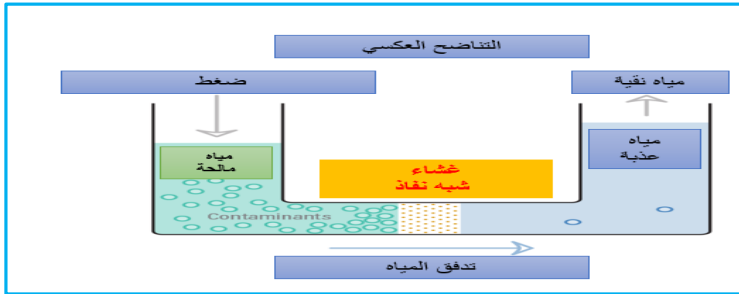 التناضح العكسي
ضغط
مياه نقية
مياه
مالحة
غشاء
شبه نفاذ
مياه
عذبة
Contaminants
تدفق المياه